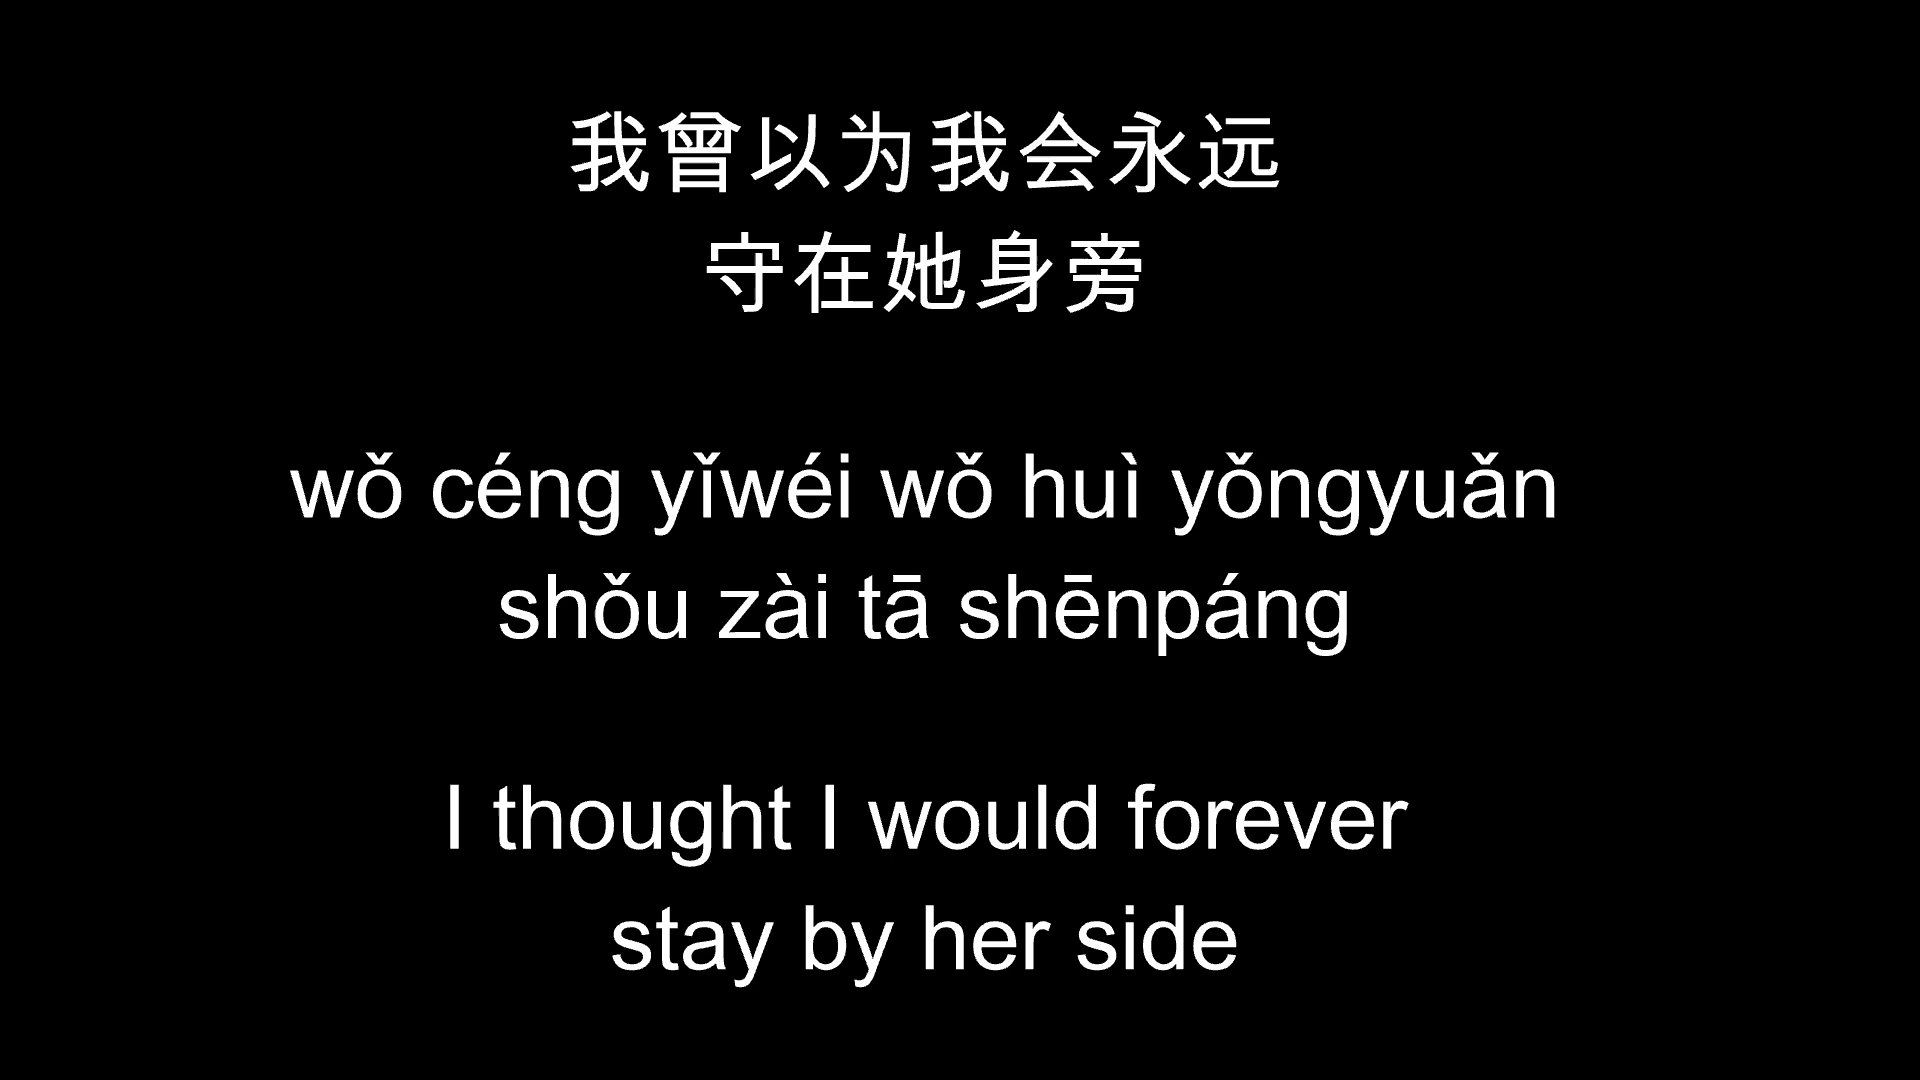 我曾以为我会永远
守在她身旁
wǒ céng yǐwéi wǒ huì yǒngyuǎn
shǒu zài tā shēnpáng
I thought I would forever
stay by her side